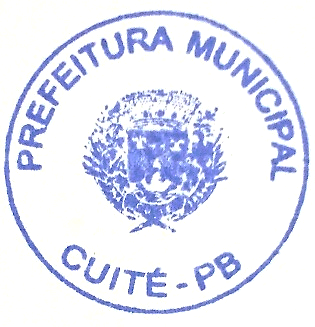 PREFEITURA MUNICIPAL
CUITÉ - PB